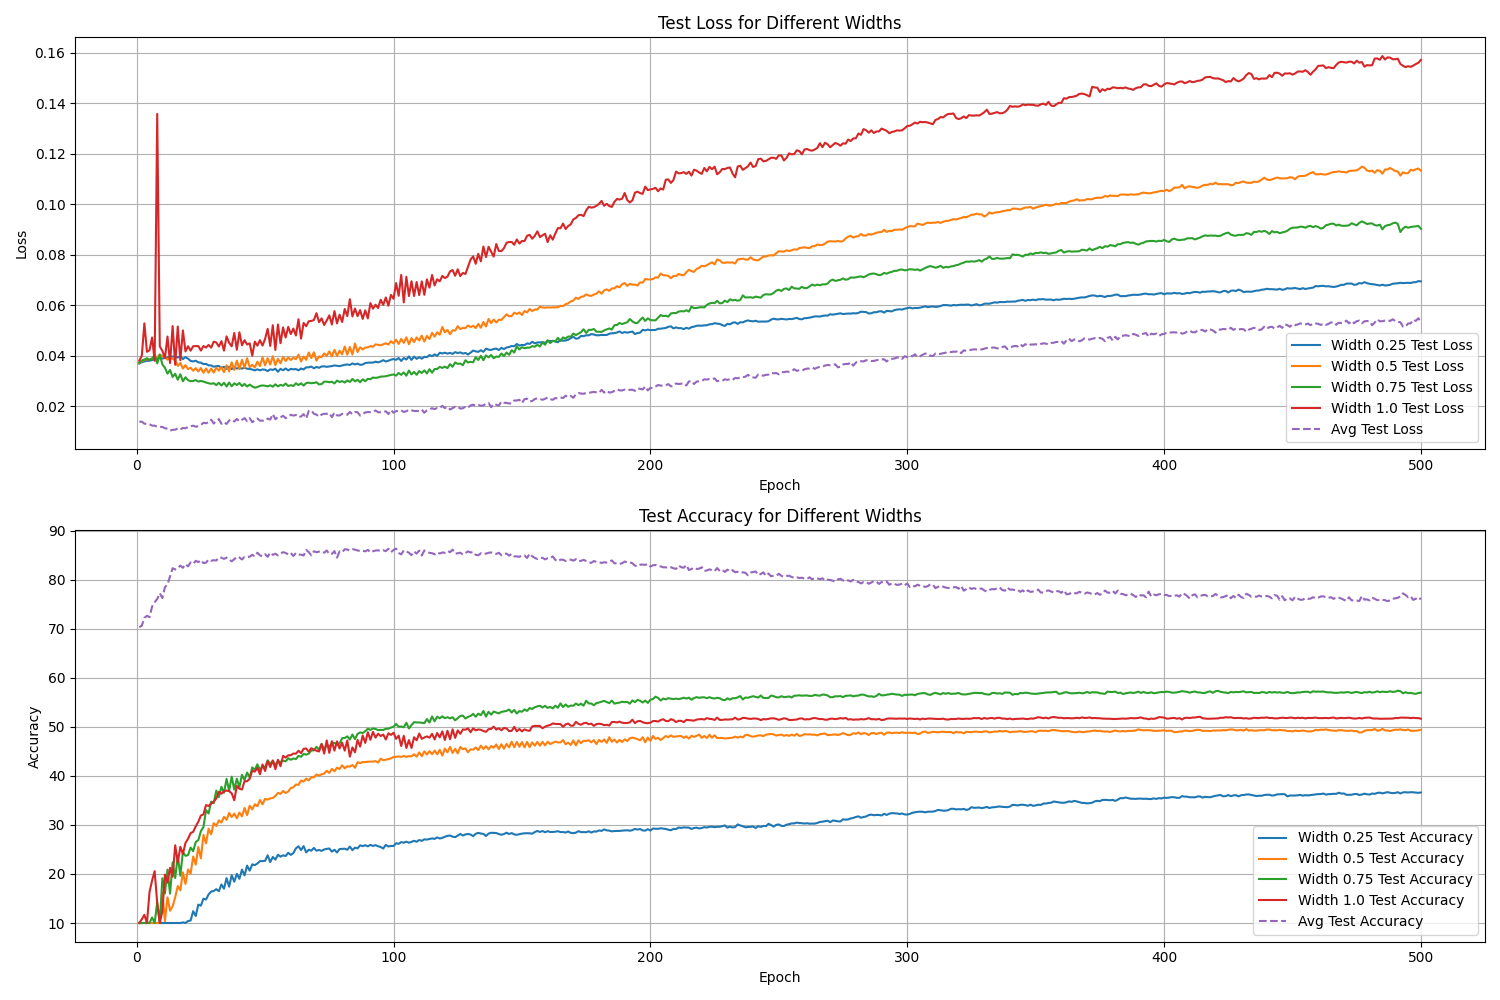 Test Loss for Different Widths
0.16
0.14
0.12
0.10
0.08
0.06
0.04
0.02
Loss
Width 0.25 Test Loss
Width 0.5 Test Loss
Width 0.75 Test Loss
Width 1.0 Test Loss
Avg Test Loss
0 100 200 300 400 500
Epoch
Test Accuracy for Different Widths
90
80
70
60
50
40
30
20
10
Accuracy
Width 0.25 Test Accuracy
Width 0.5 Test Accuracy
Width 0.75 Test Accuracy
Width 1.0 Test Accuracy
Avg Test Accuracy
0 100 200 300 400 500
Epoch